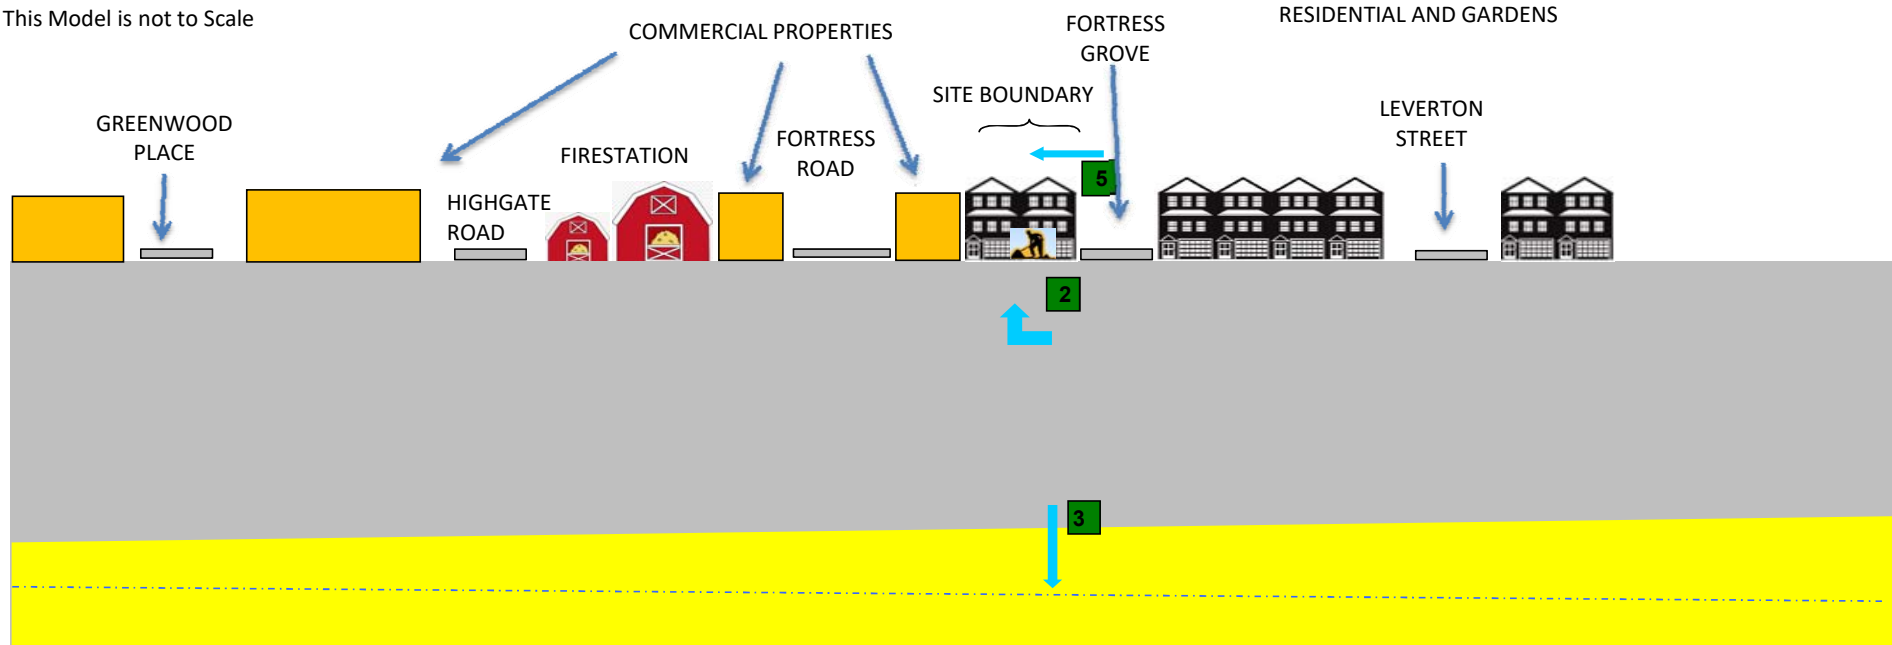 This Model is not to Scale
RESIDENTIAL AND GARDENS
COMMERCIAL PROPERTIES
FORTRESS
GROVE
SITE BOUNDARY
GREENWOOD
PLACE
FIRESTATION
FORTRESS
ROAD
LEVERTON
STREET
5
HIGHGATE
ROAD
2
3